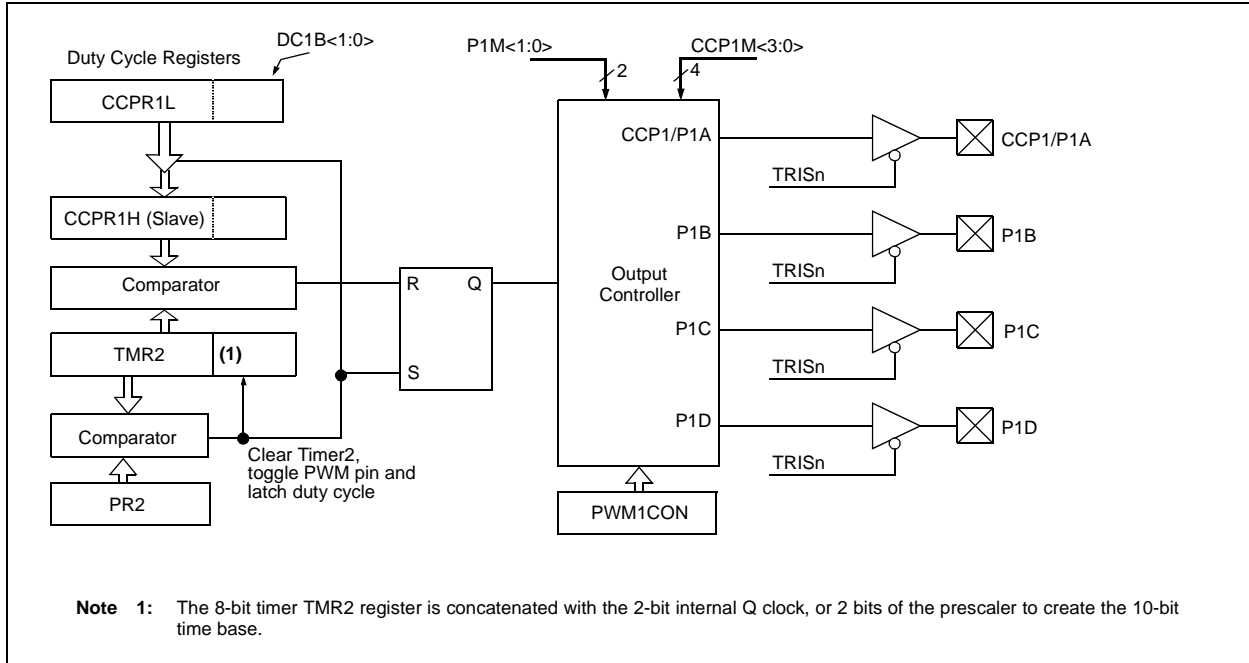 DC1B<1:0>
Duty Cycle Registers
CCPR1L
CCPR1H (Slave)
Comparator
TMR2
(1)
Comparator
PR2
Clear Timer2,
toggle PWM pin and
latch duty cycle
R
Q
S
P1M<1:0>
2
CCP1M<3:0>
4
CCP1/P1A
P1B
Output
Controller
P1C
P1D
PWM1CON
TRISn
CCP1/P1A
TRISn
P1B
TRISn
P1C
TRISn
P1D
Note 1: The 8-bit timer TMR2 register is concatenated with the 2-bit internal Q clock, or 2 bits of the prescaler to create the 10-bit
time base.